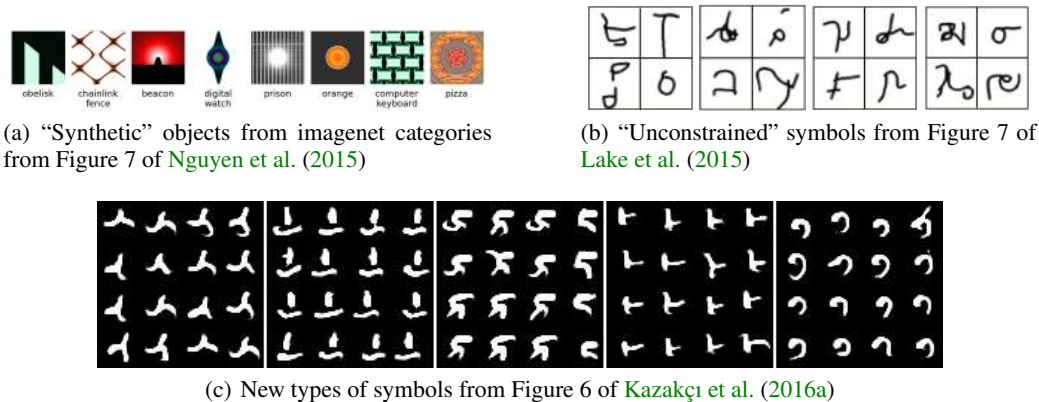 obelisk
chainlink
fence
beacon
digital
watch
prison
orange
computer
keyboard
pizza
(a) “Synthetic” objects from imagenet categories
from Figure 7 of Nguyen et al. (2015)
(b) “Unconstrained” symbols from Figure 7 of
Lake et al. (2015)
(c) New types of symbols from Figure 6 of Kazakçı et al. (2016a)